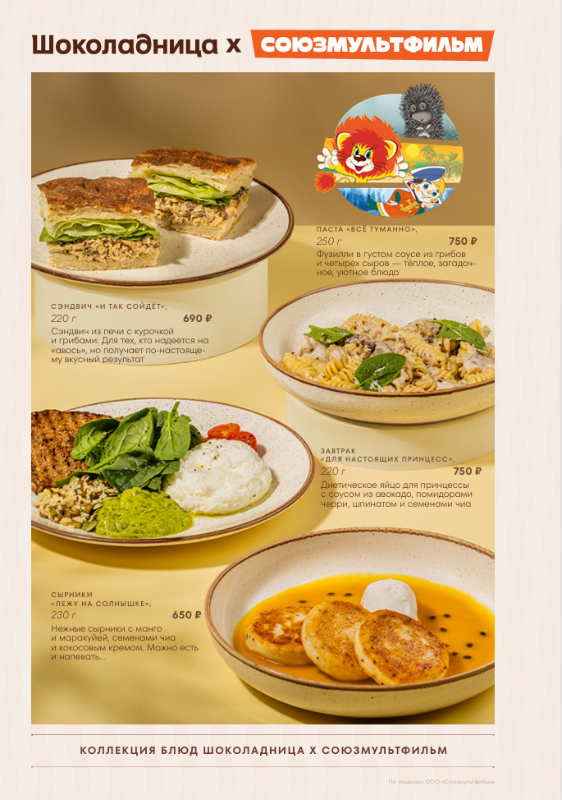 Шоколадница x СОЮЗМУЛЬТФИЛЬМ
ПАСТА «ВСЁ ТУМАННО»,
250 г 750 ₽
Фузилли в густом соусе из грибов
и четырёх сыров — тёплое, загадоч-
ное, уютное блюдо.
СЭНДВИЧ «И ТАК СОЙДЁТ»,
220 г 690 ₽
Сэндвич из печи с курочкой
и грибами. Для тех, кто надеется на
«авось», но получает по-настояще-
му вкусный результат
ЗАВТРАК
«ДЛЯ НАСТОЯЩИХ ПРИНЦЕСС»,
220 г 750 ₽
Диетическое яйцо для принцессы
с соусом из авокадо, помидорами
черри, шпинатом и семенами чиа
СЫРНИКИ
«ЛЕЖУ НА СОЛНЫШКЕ»,
230 г 650 ₽
Нежные сырники с манго
и маракуйей, семенами чиа
и кокосовым кремом. Можно есть
и напевать...
КОЛЛЕКЦИЯ БЛЮД ШОКОЛАДНИЦА X СОЮЗМУЛЬТФИЛЬМ
По лицензии ООО «Союзмультфильм»